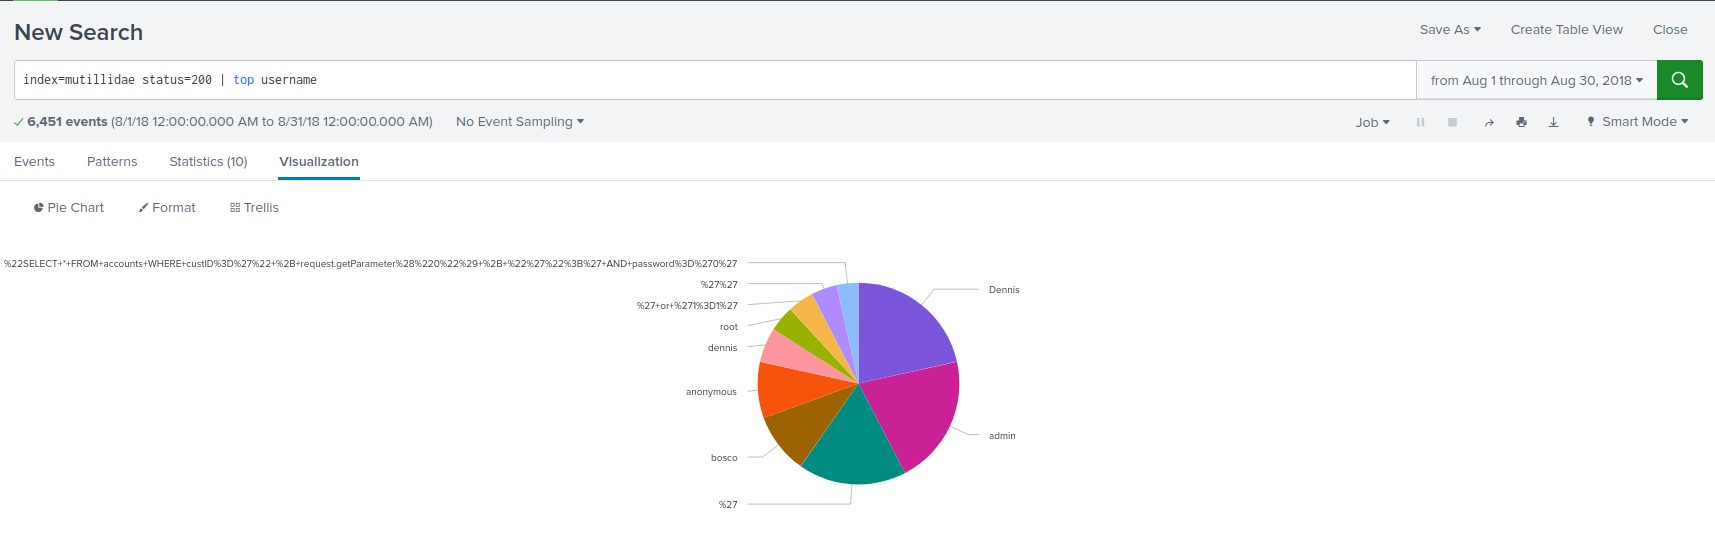 New Search
Save As Create Table View Close
index=mutillidae status=200 | top username
from Aug 1 through Aug 30, 2018
6,451 events (8/1/18 12:00:00.000 AM to 8/31/18 12:00:00.000 AM) No Event Sampling
Job Smart Mode
Events Patterns Statistics (10) Visualization
Pie Chart Format Trellis
%22SELECT+*+FROM+accounts+WHERE+custID%3D%27%22+%2B+request.getParameter%28%220%22%29+%2B+%22%27%22%3B%27+AND+password%3D%270%27
%27%27
Dennis
%27+or+%271%3D1%27
root
dennis
anonymous
admin
bosco
%27